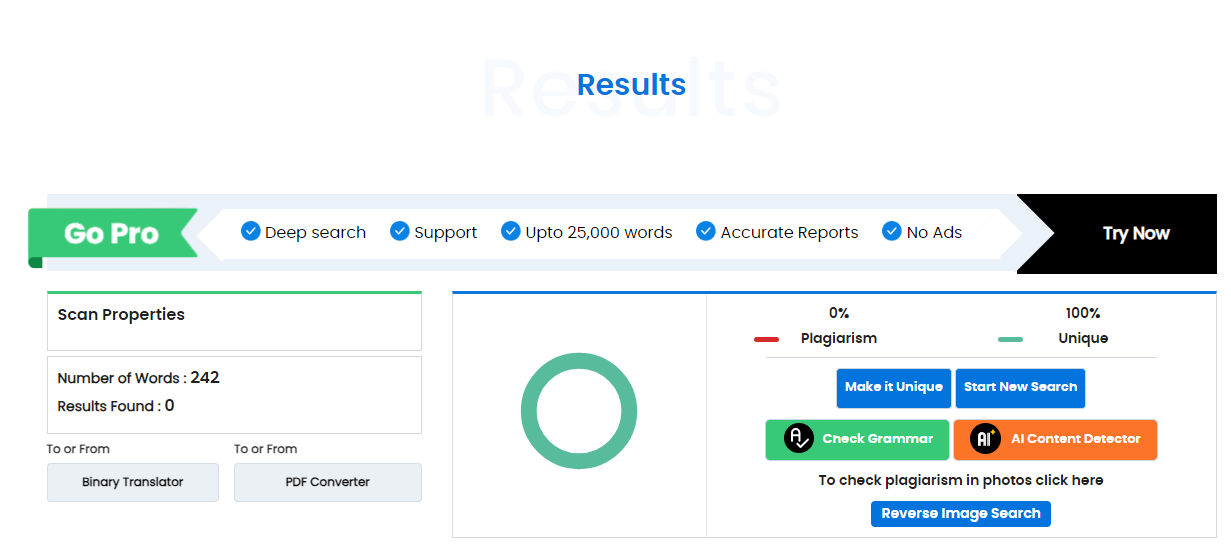 Results
Results
Go Pro
Deep search Support Upto 25,000 words Accurate Reports No Ads
Try Now
Scan Properties
Number of Words : 242
Results Found : 0
To or From To or From
Binary Translator PDF Converter
0% 100%
Plagiarism Unique
Make it Unique Start New Search
Check Grammar AI AI Content Detector
To check plagiarism in photos click here
Reverse Image Search